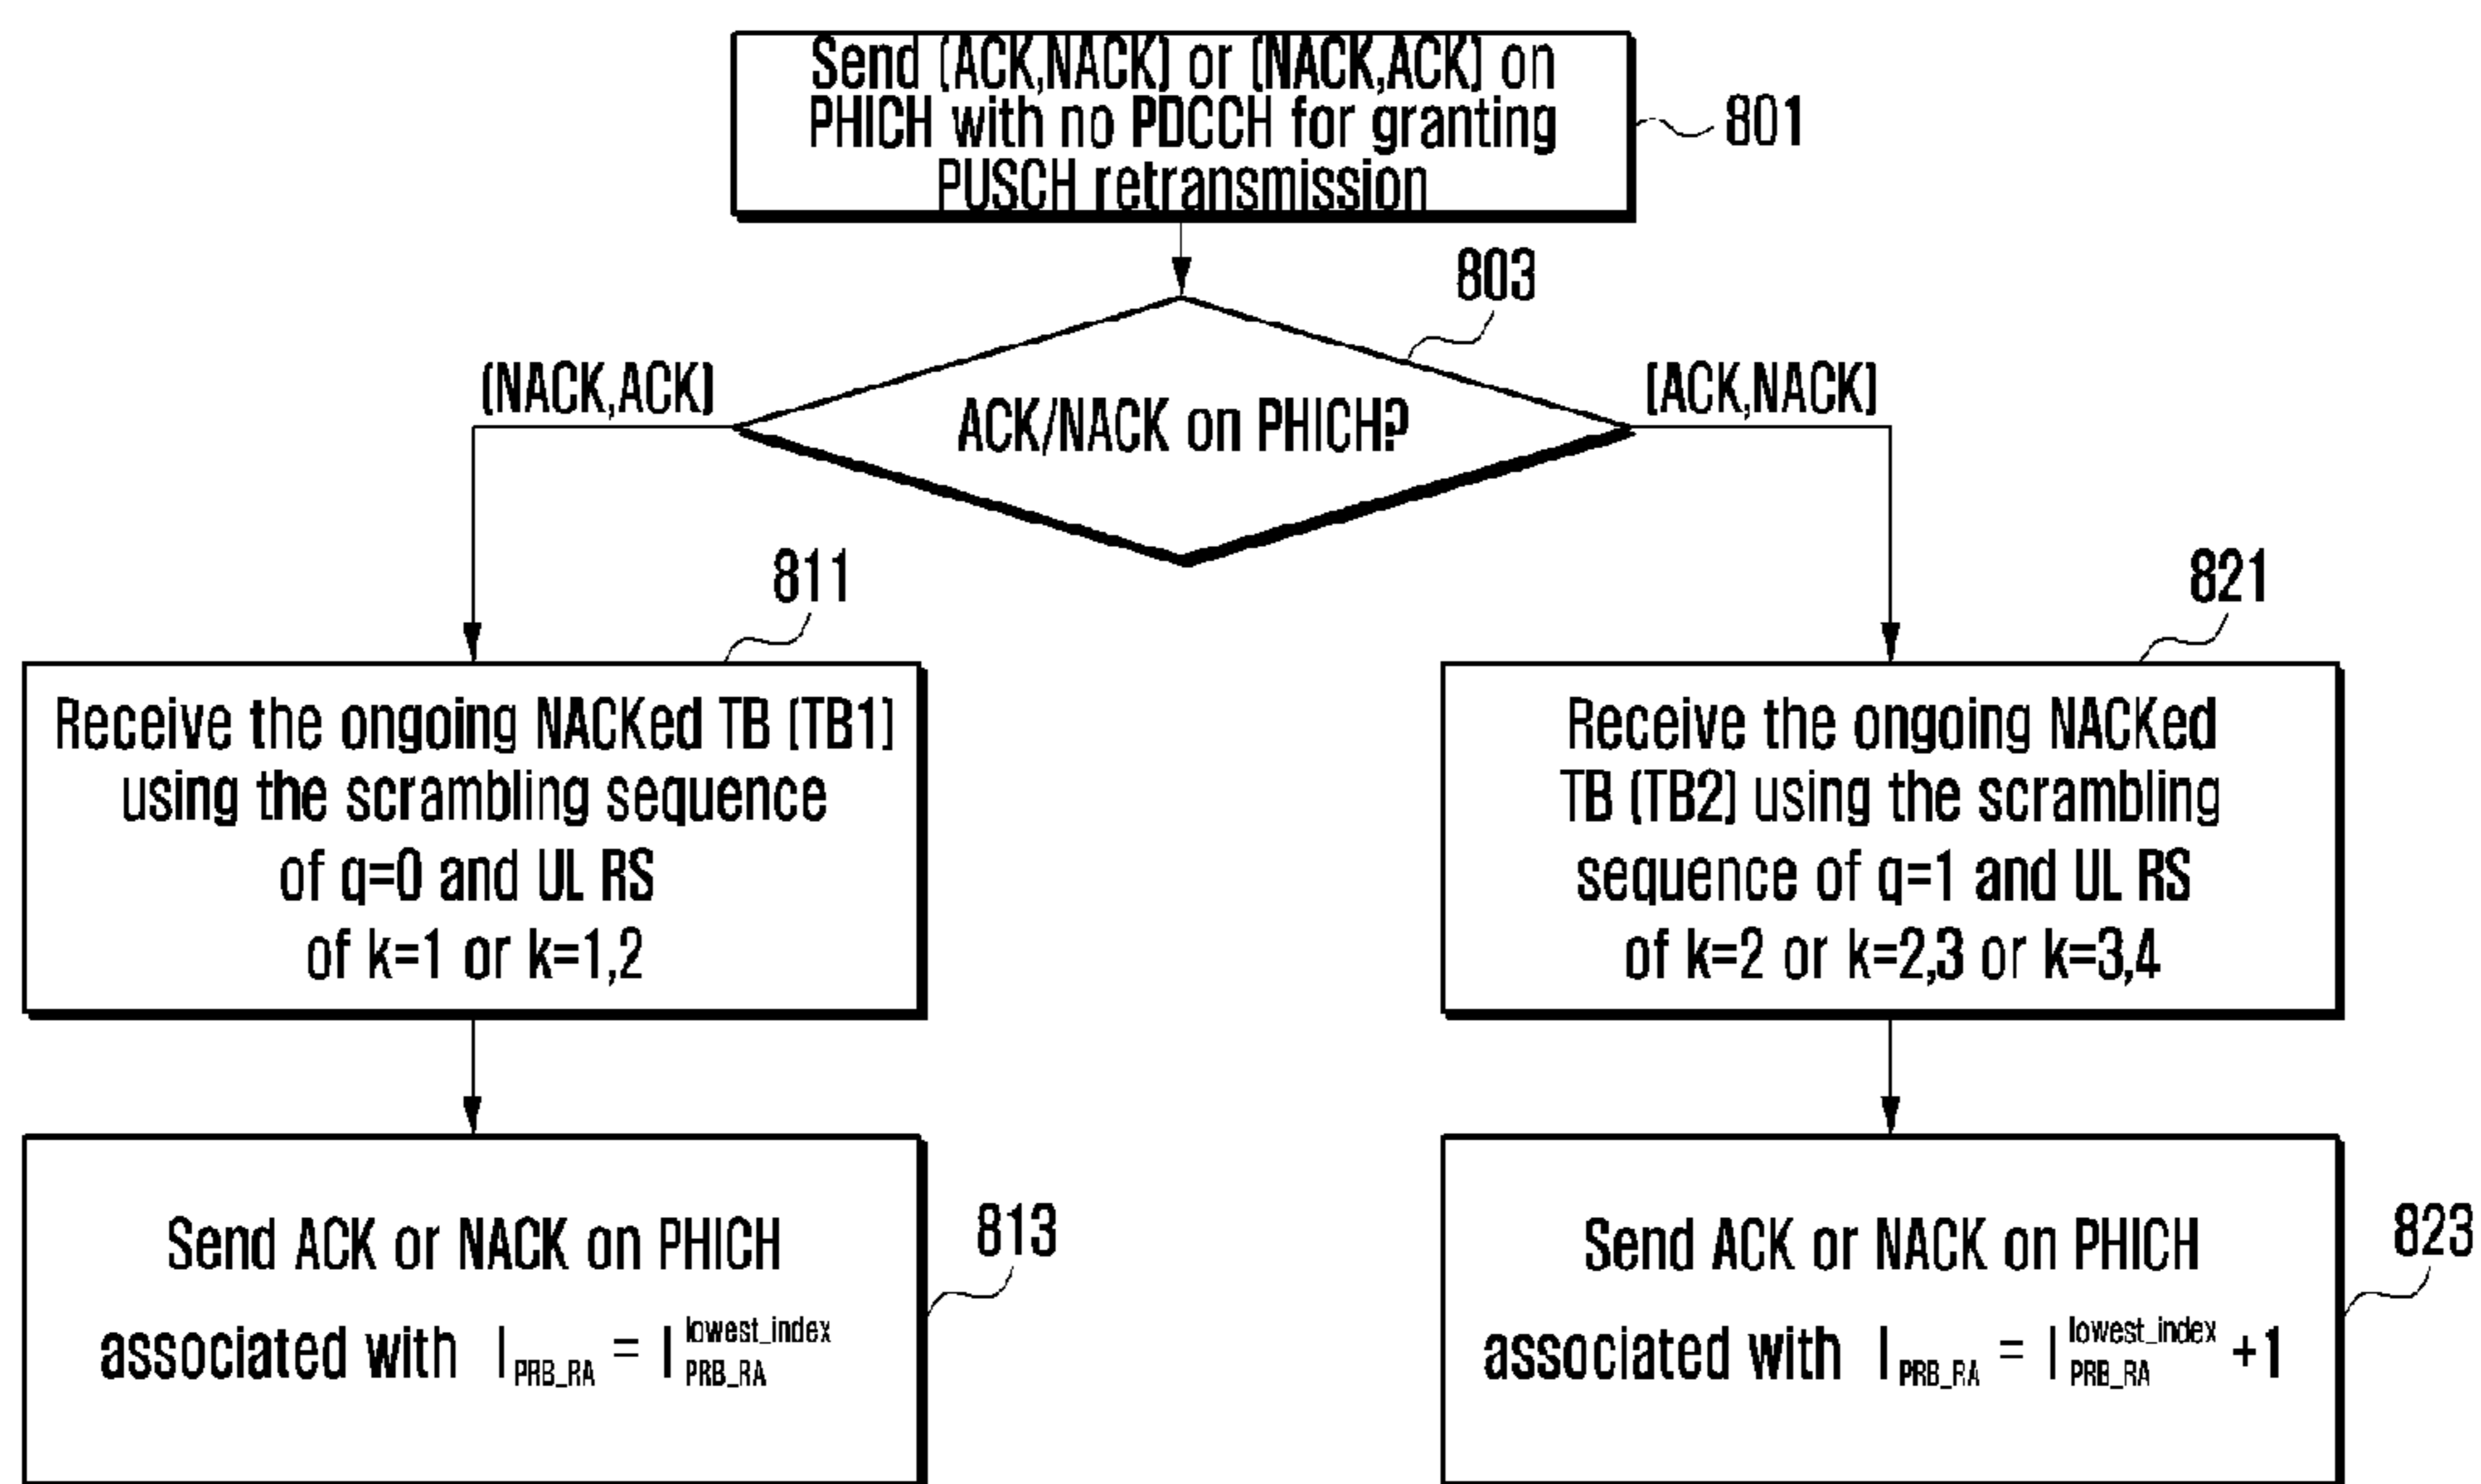 Send (ACK,NACK) or (NACK,ACK) on
PHICH with no PDCCH for granting
PUSCH retransmission
801
803
(NACK,ACK)
ACK/NACK on PHICH?
(ACK,NACK)
811
821
Receive the ongoing NACKed TB (TB1)
using the scrambling sequence
of q=0 and UL RS
of k=1 or k=1,2
Receive the ongoing NACKed
TB (TB2) using the scrambling
sequence of q=1 and UL RS
of k=2 or k=2,3 or k=3,4
Send ACK or NACK on PHICH
associated with I PRB_RA = I lowest_index PRB_RA
813
Send ACK or NACK on PHICH
associated with I PRB_RA = I lowest_index PRB_RA +1
823